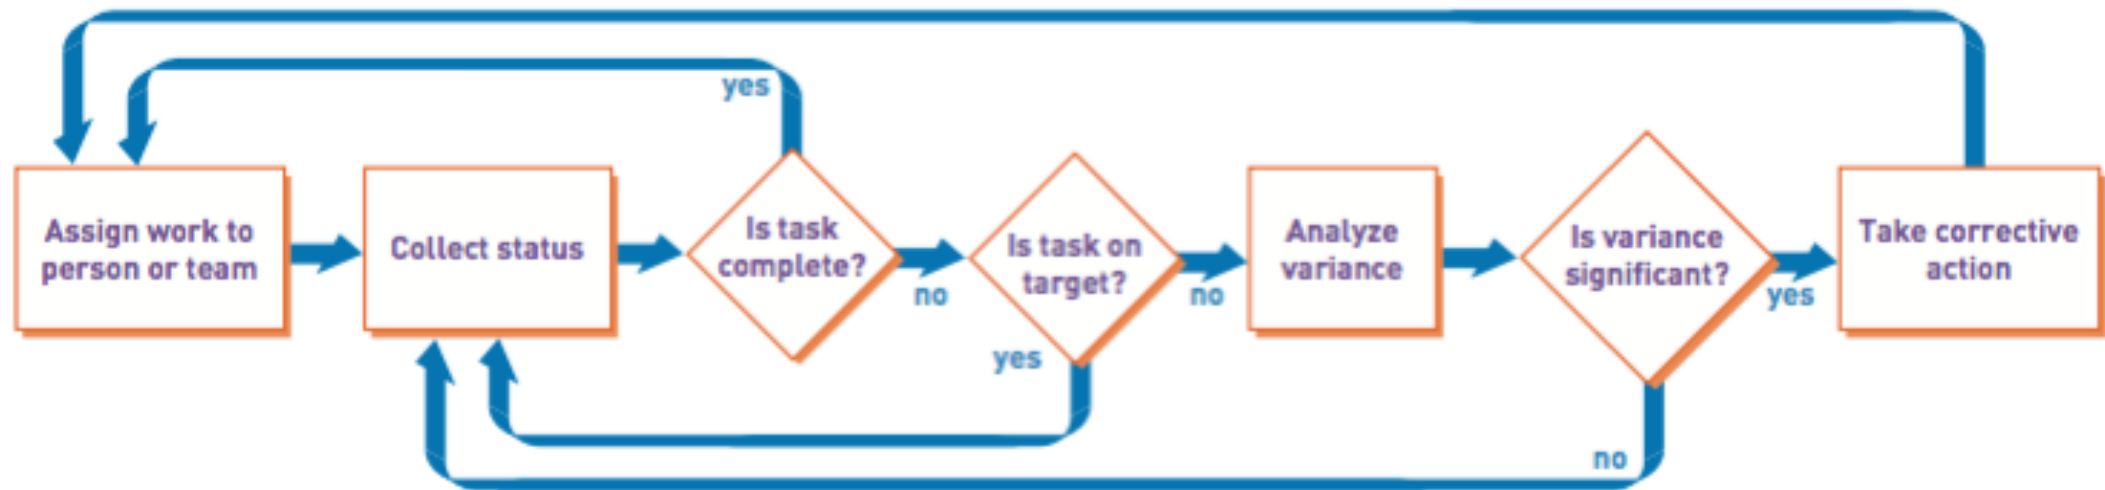 yes
Assign work to
person or team
Collect status
Is task
complete?
no
Is task on
target?
yes
no
Analyze
variance
Is variance
significant?
yes
no
Take corrective
action